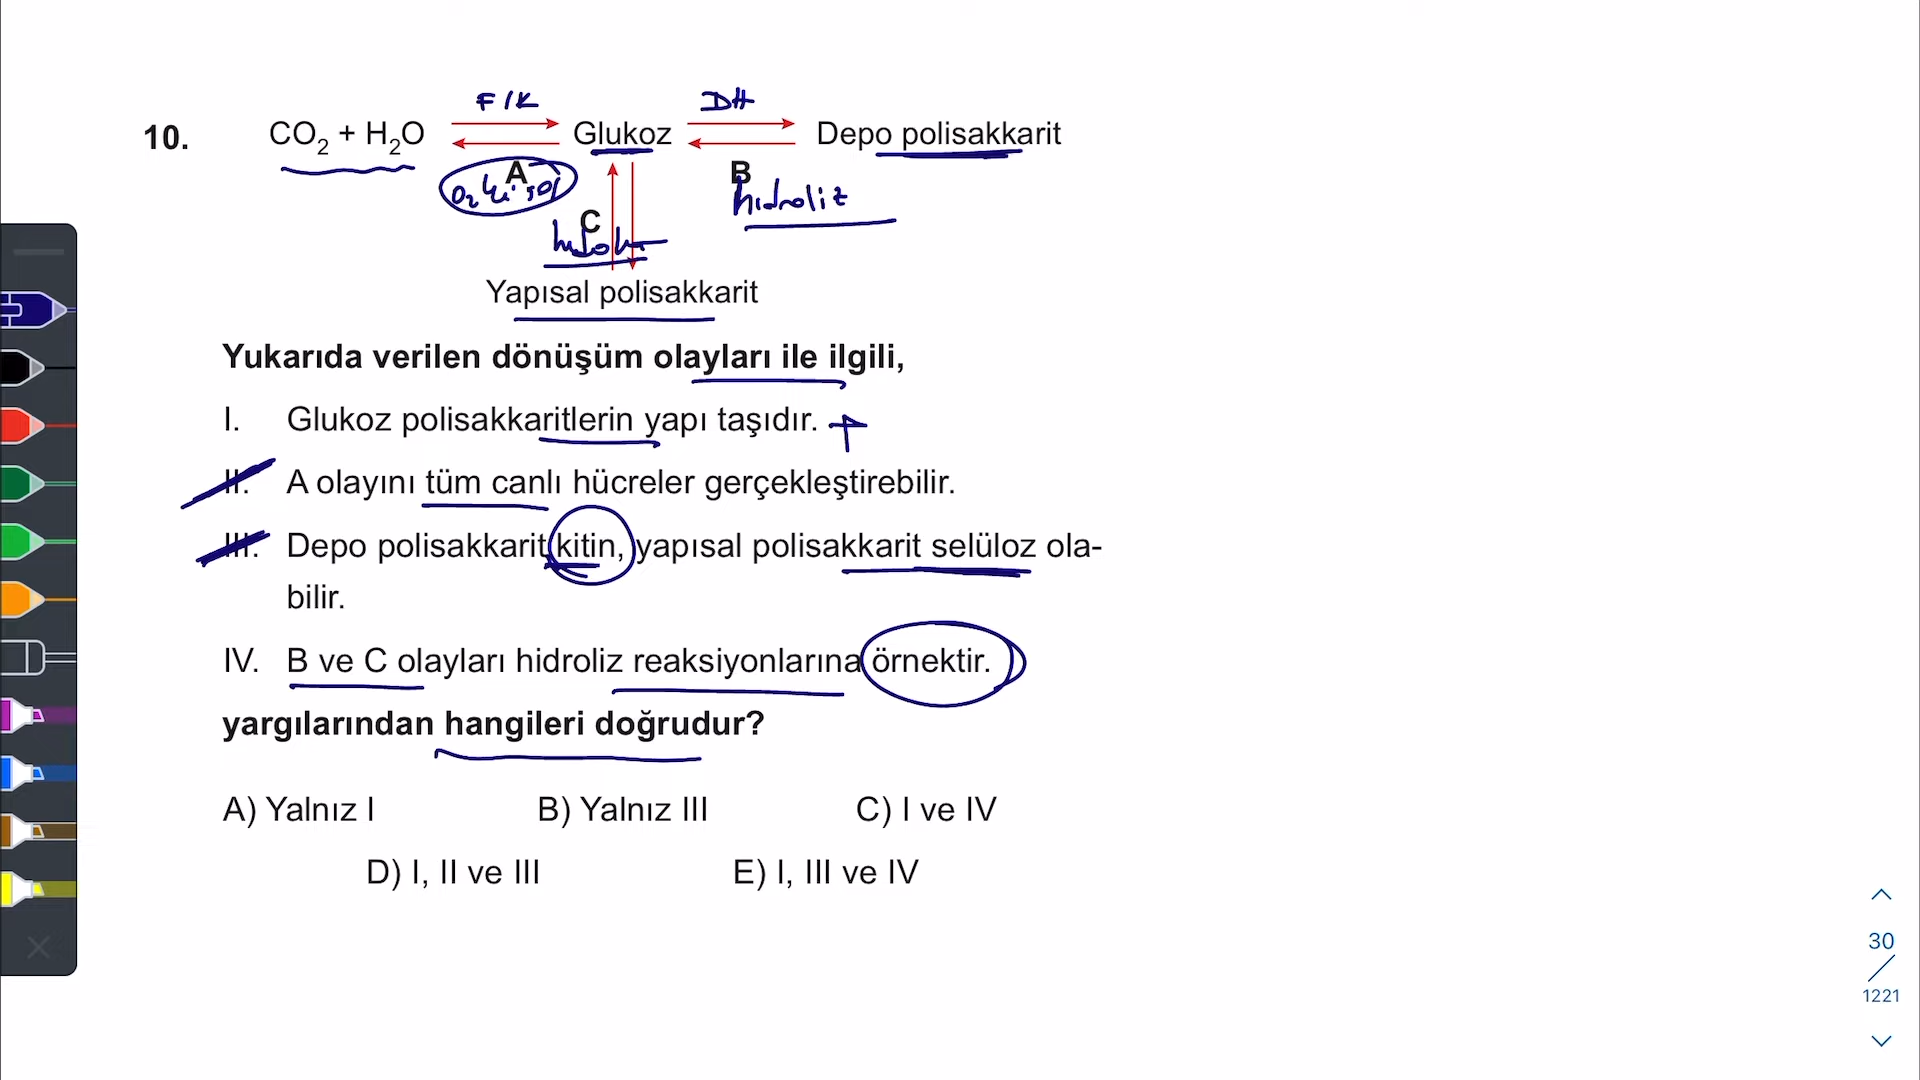 F/K DH
10. CO2 + H2O Glukoz Depo polisakkarit
A B
O2 hidroliz
C
Yapısal polisakkarit
Yukarıda verilen dönüşüm olayları ile ilgili,
I. Glukoz polisakkaritlerin yapı taşıdır. +
II. A olayını tüm canlı hücreler gerçekleştirebilir.
III. Depo polisakkarit kitin, yapısal polisakkarit selüloz ola-
bilir.
IV. B ve C olayları hidroliz reaksiyonlarına örnektir.
yargılarından hangileri doğrudur?
A) Yalnız I B) Yalnız III C) I ve IV
D) I, II ve III E) I, III ve IV
30
/
1221